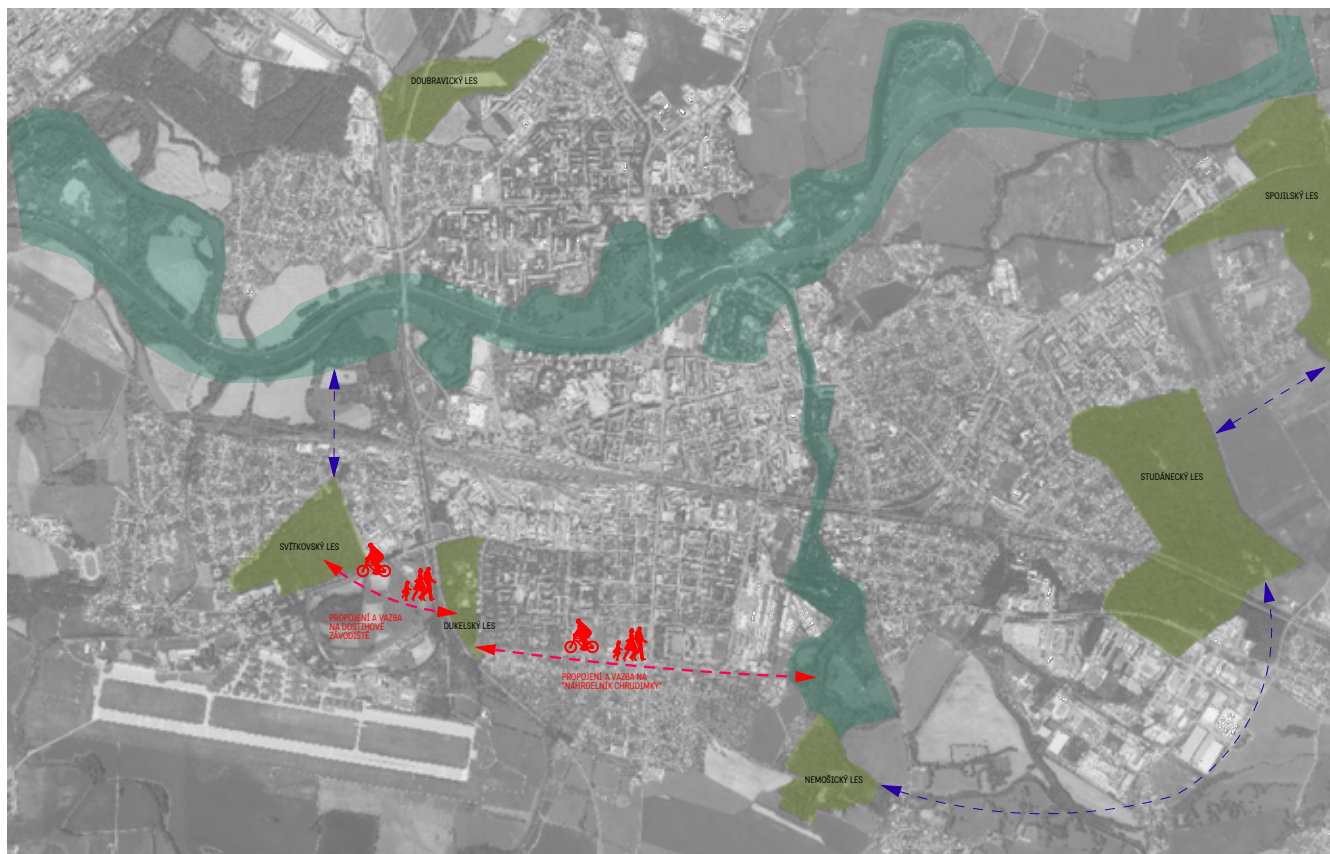 DOUBRAVICKÝ LES
SPOJILSKÝ LES
STUDÁNECKÝ LES
SVÍTKOVSKÝ LES
PROPOJENÍ A VAZBA
NA DOSTIHOVÉ
ZÁVODIŠTĚ
DUKELSKÝ LES
PROPOJENÍ A VAZBA NA
"NÁHRDELNÍK CHRUDIMKY"
NEMOŠICKÝ LES